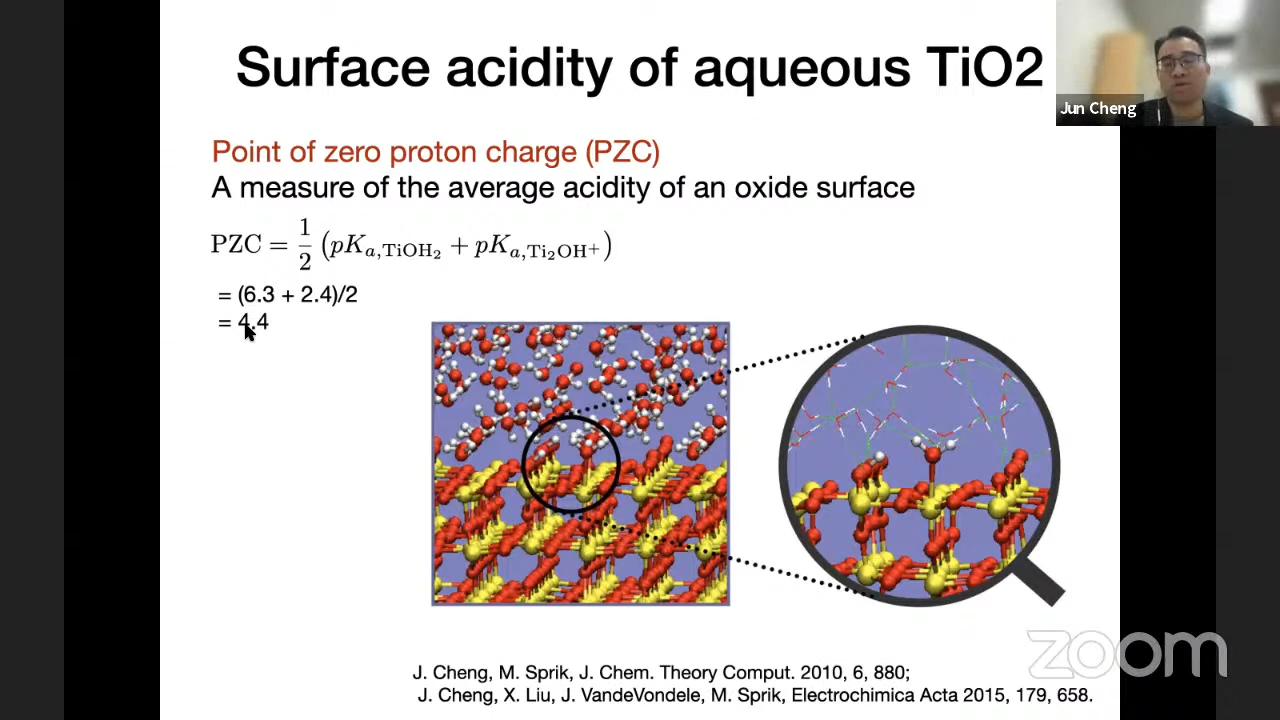 Surface acidity of aqueous TiO2
Jun Cheng
Point of zero proton charge (PZC)
A measure of the average acidity of an oxide surface
PZC = 1/2 (pKa,TiOH2 + pKa,Ti2OH+)
= (6.3 + 2.4)/2
= 4.4
zoom
J. Cheng, M. Sprik, J. Chem. Theory Comput. 2010, 6, 880;
J. Cheng, X. Liu, J. VandeVondele, M. Sprik, Electrochimica Acta 2015, 179, 658.